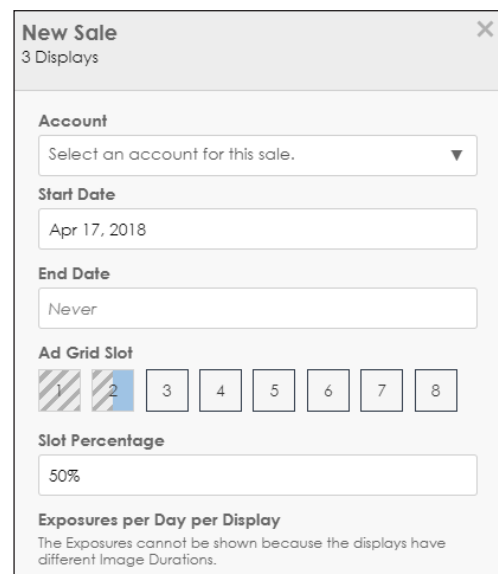 New Sale
3 Displays
Account
Select an account for this sale.
Start Date
Apr 17, 2018
End Date
Never
Ad Grid Slot
1 2 3 4 5 6 7 8
Slot Percentage
50%
Exposures per Day per Display
The Exposures cannot be shown because the displays have
different Image Durations.